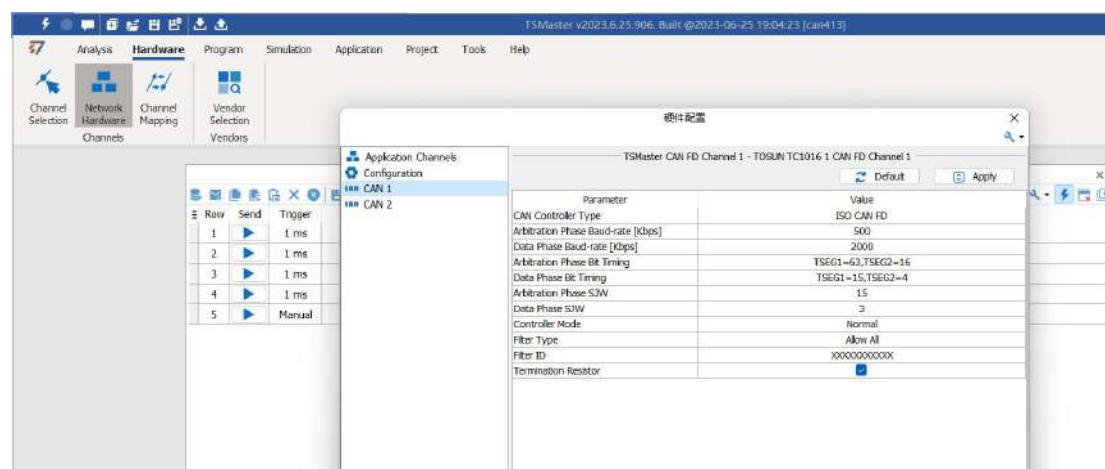 TSMaster v2023.6.25.906. Built @2023-06-25 19:04:23 [can413]
Analysis Hardware Program Simulation Application Project Tools Help
Channel Selection
Network Hardware
Channel Mapping
Vendor Selection
Channels Vendors
硬件配置
Application Channels
Configuration
CAN 1
CAN 2
TSMaster CAN FD Channel 1 - TOSUN TC1016 1 CAN FD Channel 1
Default Apply
Parameter Value
CAN Controller Type ISO CAN FD
Arbitration Phase Baud-rate [Kbps] 500
Data Phase Baud-rate [Kbps] 2000
Arbitration Phase Bit Timing TSEG1=63,TSEG2=16
Data Phase Bit Timing TSEG1=15,TSEG2=4
Arbitration Phase SJW 15
Data Phase SJW 3
Controller Mode Normal
Filter Type Allow All
Filter ID XXXXXXXXXXX
Termination Resistor
Row Send Trigger
1 1 ms
2 1 ms
3 1 ms
4 1 ms
5 Manual